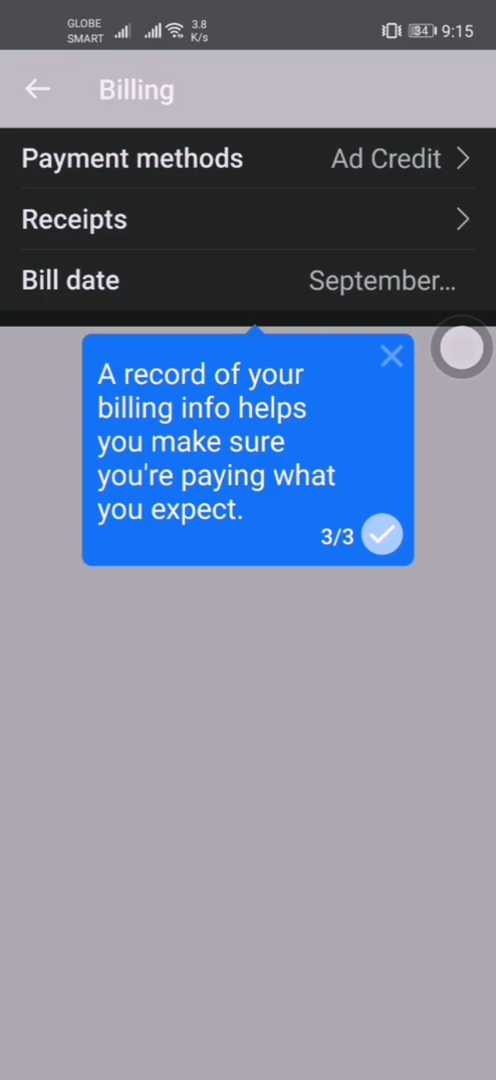 GLOBE
SMART
3.8
K/s
34
9:15
Billing
Payment methods
Ad Credit
Receipts
Bill date
September...
A record of your
billing info helps
you make sure
you're paying what
you expect.
3/3